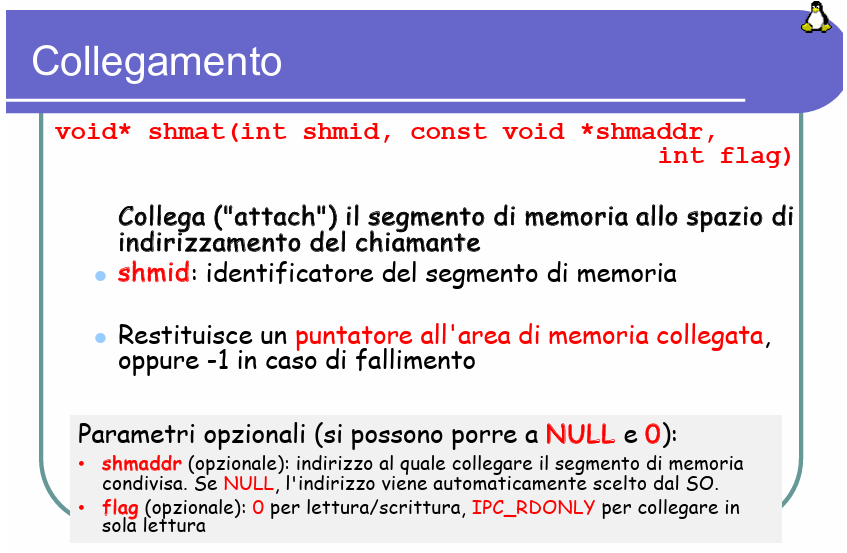 Collegamento
void* shmat(int shmid, const void *shmaddr,
int flag)
Collega ("attach") il segmento di memoria allo spazio di
indirizzamento del chiamante
shmid: identificatore del segmento di memoria
Restituisce un puntatore all'area di memoria collegata,
oppure -1 in caso di fallimento
Parametri opzionali (si possono porre a NULL e 0):
shmaddr (opzionale): indirizzo al quale collegare il segmento di memoria
condivisa. Se NULL, l'indirizzo viene automaticamente scelto dal SO.
flag (opzionale): 0 per lettura/scrittura, IPC_RDONLY per collegare in
sola lettura